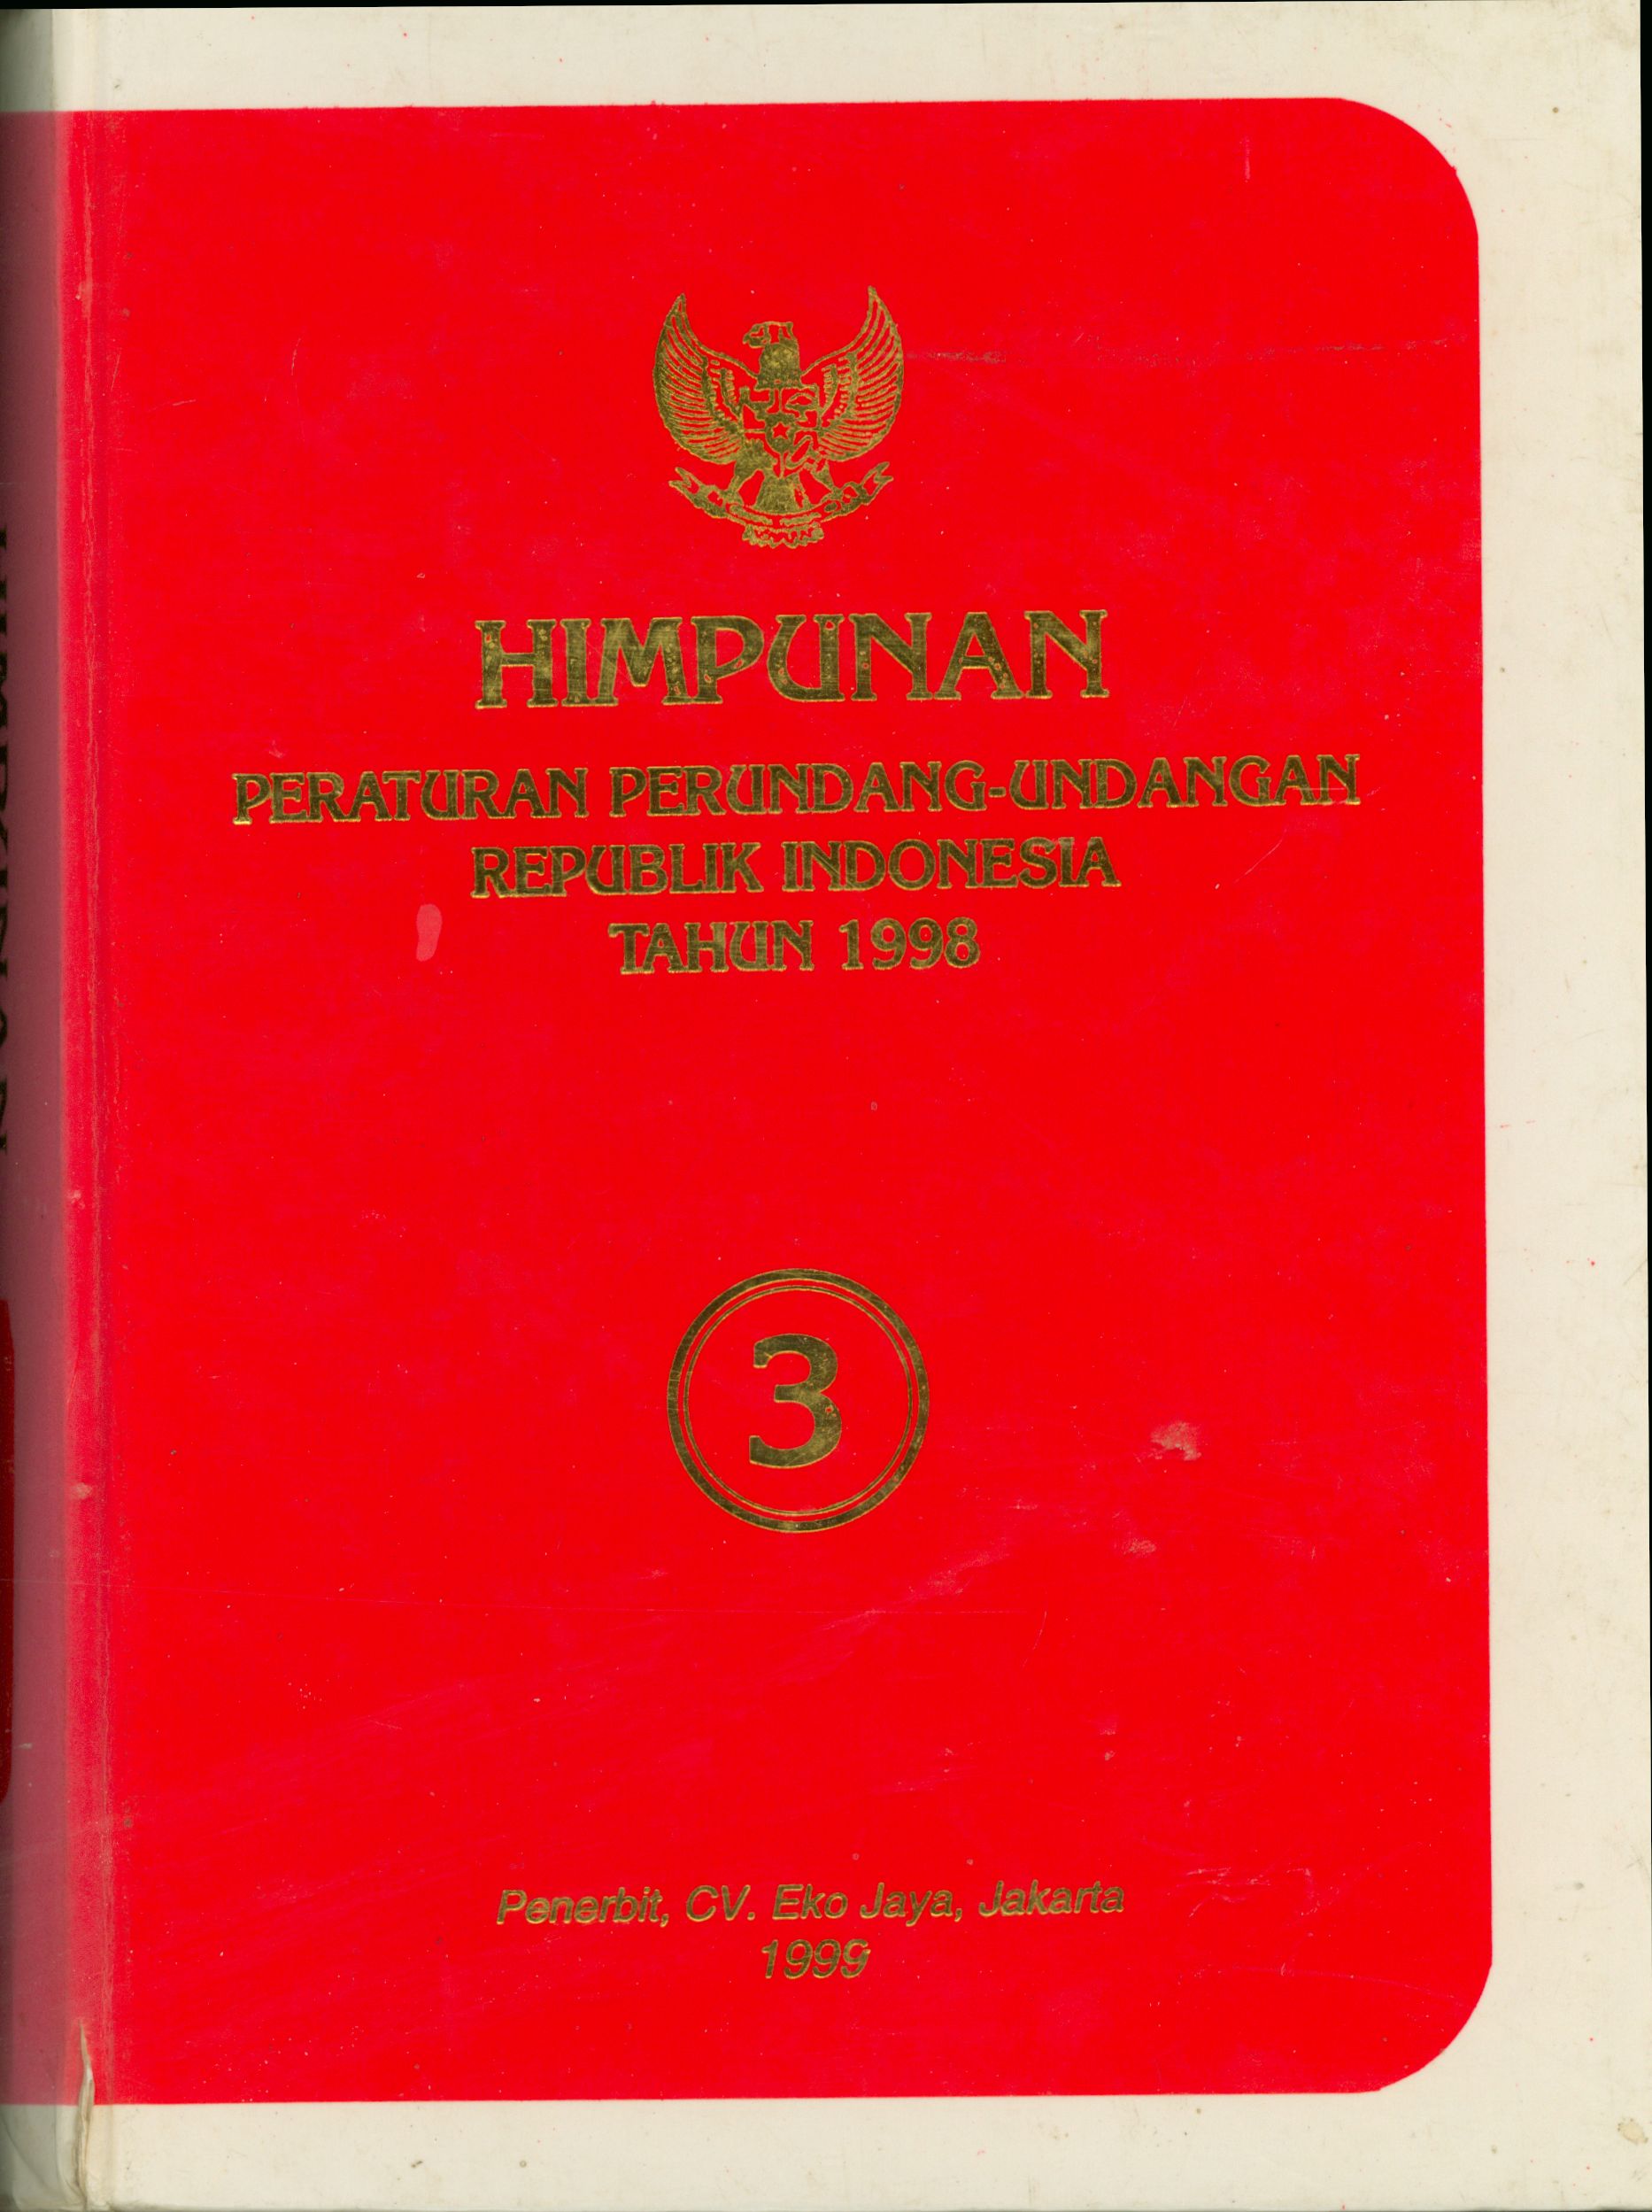 HIMPUNAN
PERATURAN PERUNDANG-UNDANGAN
REPUBLIK INDONESIA
TAHUN 1998
3
Penerbit, CV. Eko Jaya, Jakarta
1999